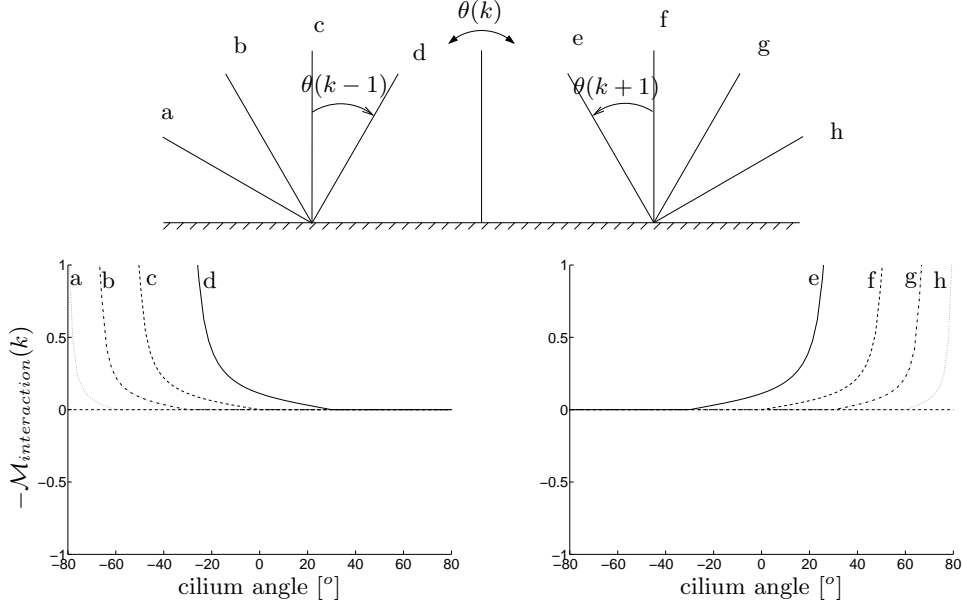 θ(k)
a b c d e f g h
θ(k − 1) θ(k + 1)
a b c d
1
0.5
0
−0.5
−1
−Minteraction(k)
−80 −60 −40 −20 0 20 40 60 80
cilium angle [o]
e f g h
1
0.5
0
−0.5
−1
−80 −60 −40 −20 0 20 40 60 80
cilium angle [o]